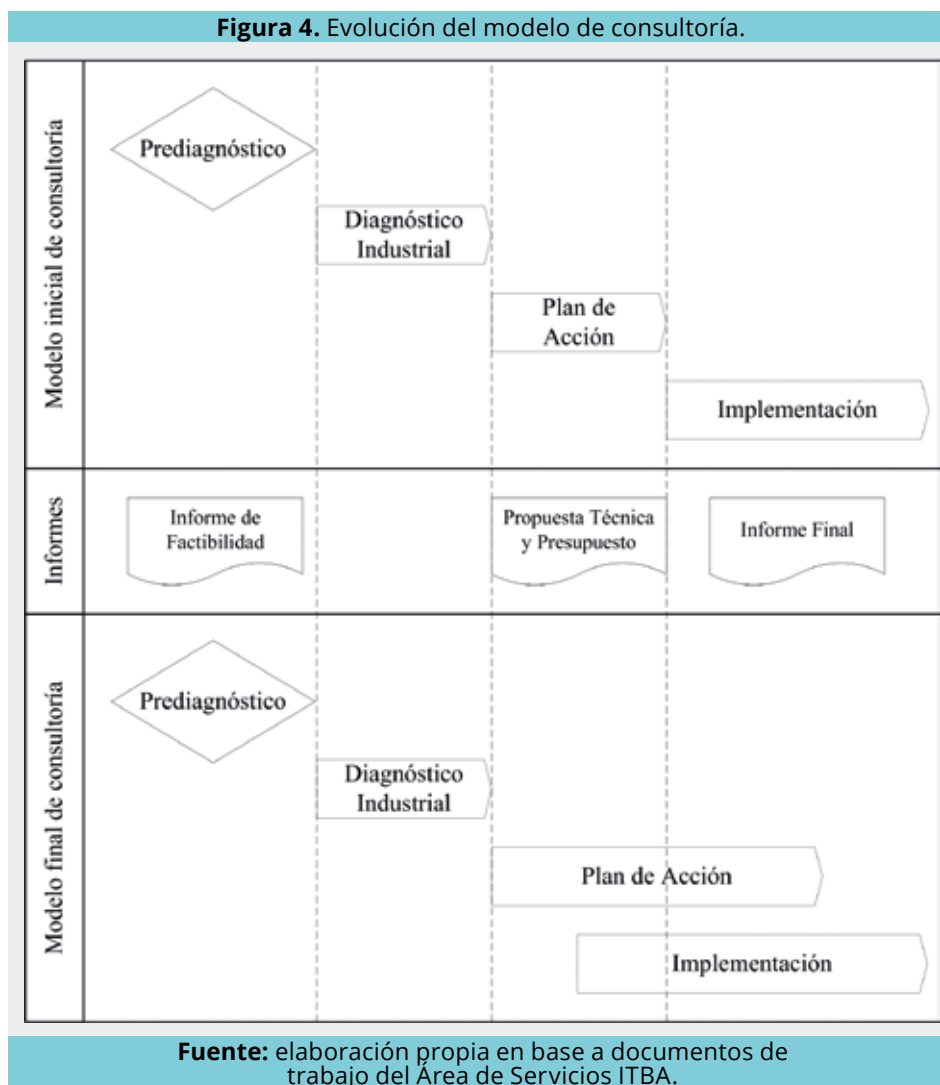 Figura 4. Evolución del modelo de consultoría.
Modelo inicial de consultoría
Prediagnóstico
Diagnóstico
Industrial
Plan de
Acción
Implementación
Informes
Informe de
Factibilidad
Propuesta Técnica
y Presupuesto
Informe Final
Modelo final de consultoría
Prediagnóstico
Diagnóstico
Industrial
Plan de Acción
Implementación
Fuente: elaboración propia en base a documentos de
trabajo del Área de Servicios ITBA.